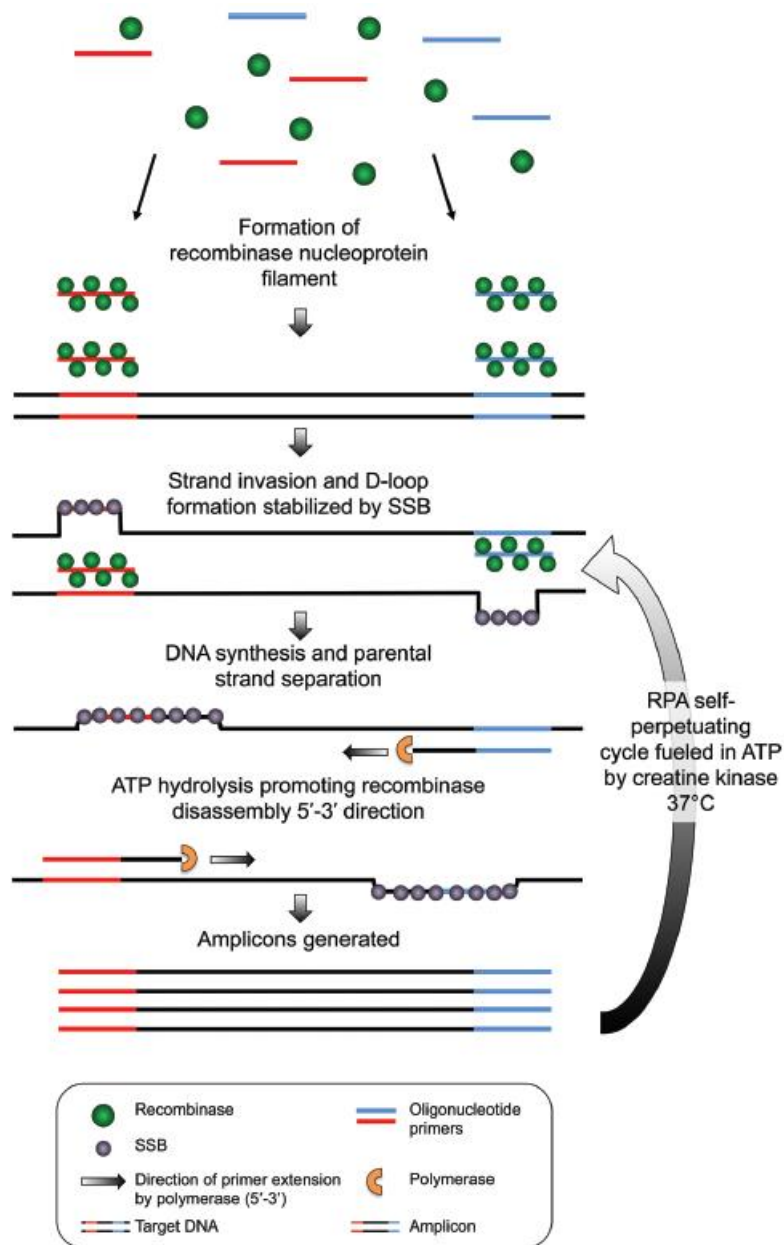 Formation of
recombinase nucleoprotein
filament
Strand invasion and D-loop
formation stabilized by SSB
DNA synthesis and parental
strand separation
RPA self-
perpetuating
cycle fueled in ATP
by creatine kinase
37°C
ATP hydrolysis promoting recombinase
disassembly 5′-3′ direction
Amplicons generated
Recombinase
Oligonucleotide
primers
SSB
Direction of primer extension
by polymerase (5′-3′)
Polymerase
Target DNA
Amplicon